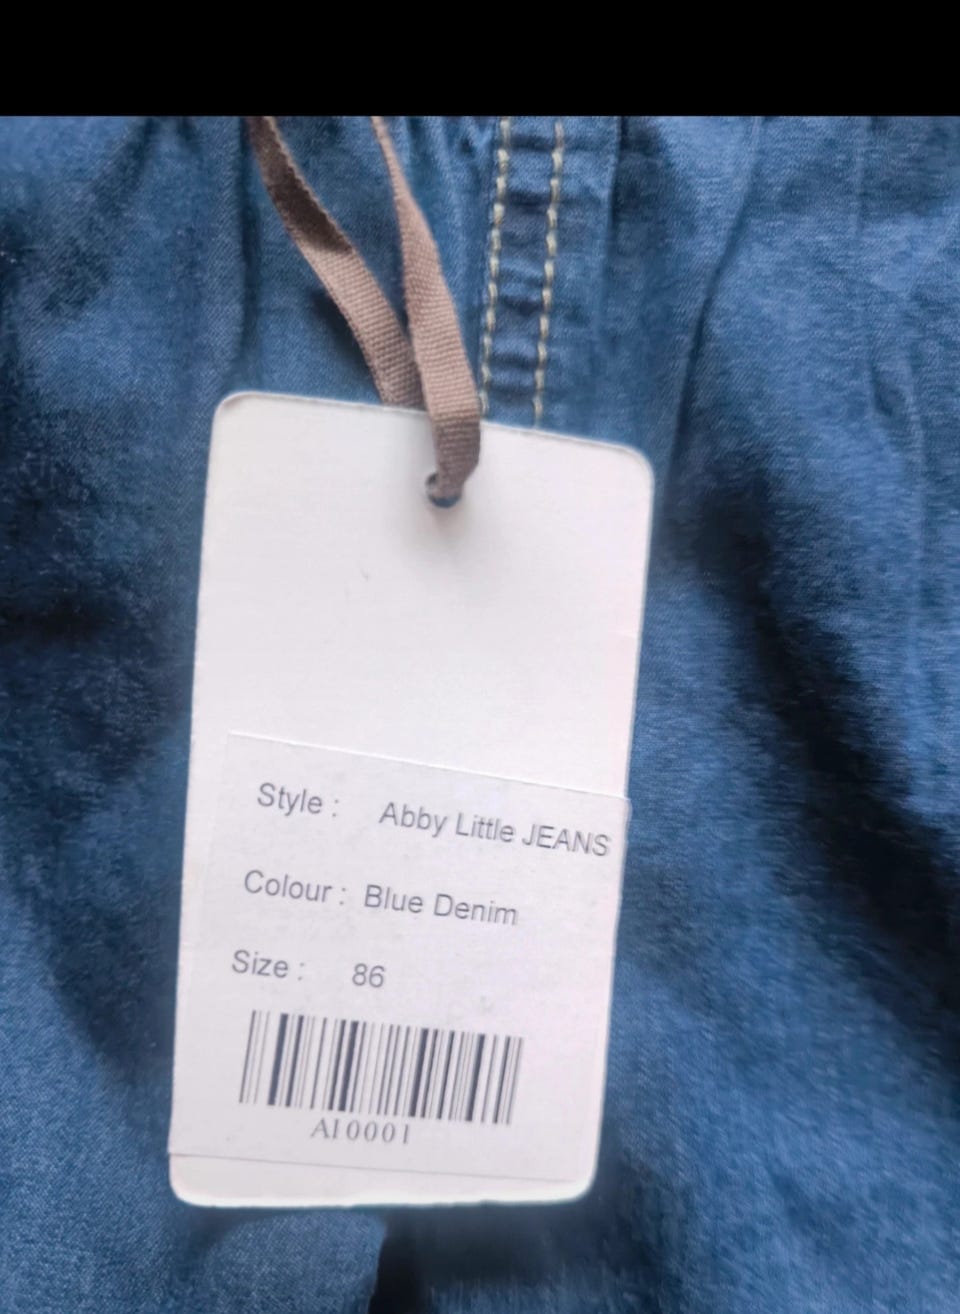 Style : Abby Little JEANS
Colour : Blue Denim
Size : 86
AI0001